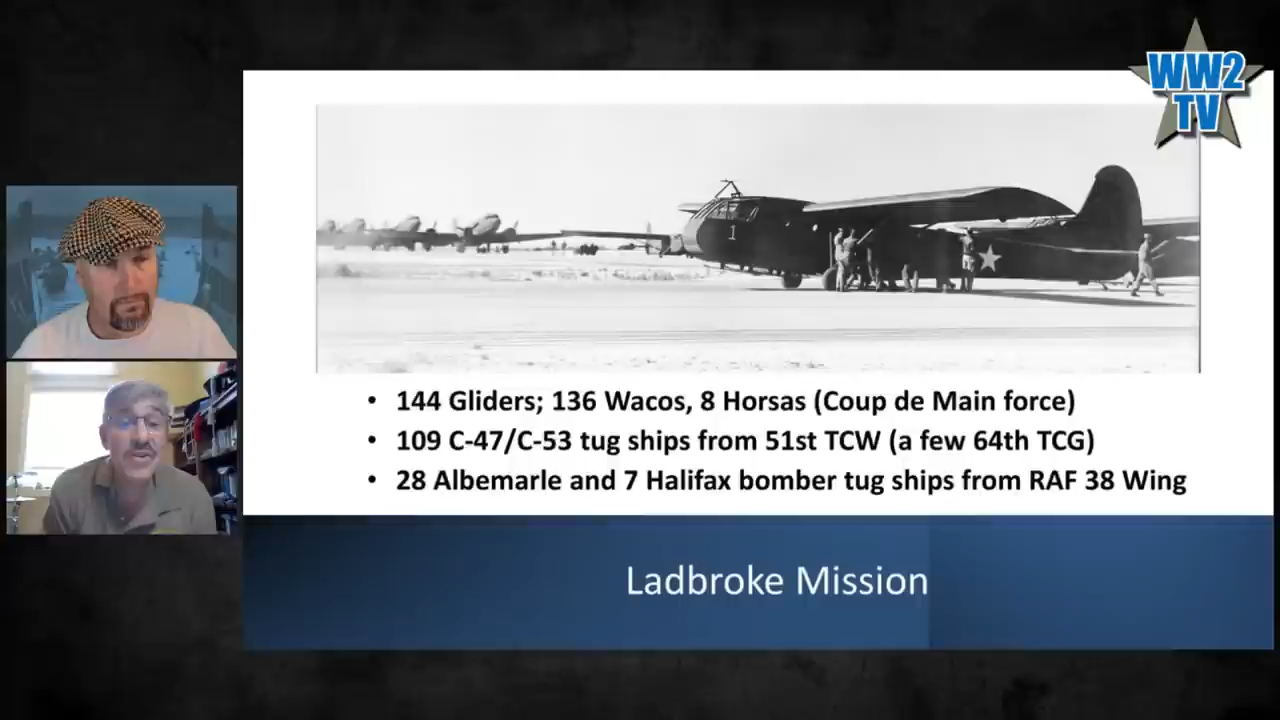 WW2
TV
1
• 144 Gliders; 136 Wacos, 8 Horsas (Coup de Main force)
• 109 C-47/C-53 tug ships from 51st TCW (a few 64th TCG)
• 28 Albemarle and 7 Halifax bomber tug ships from RAF 38 Wing
Ladbroke Mission